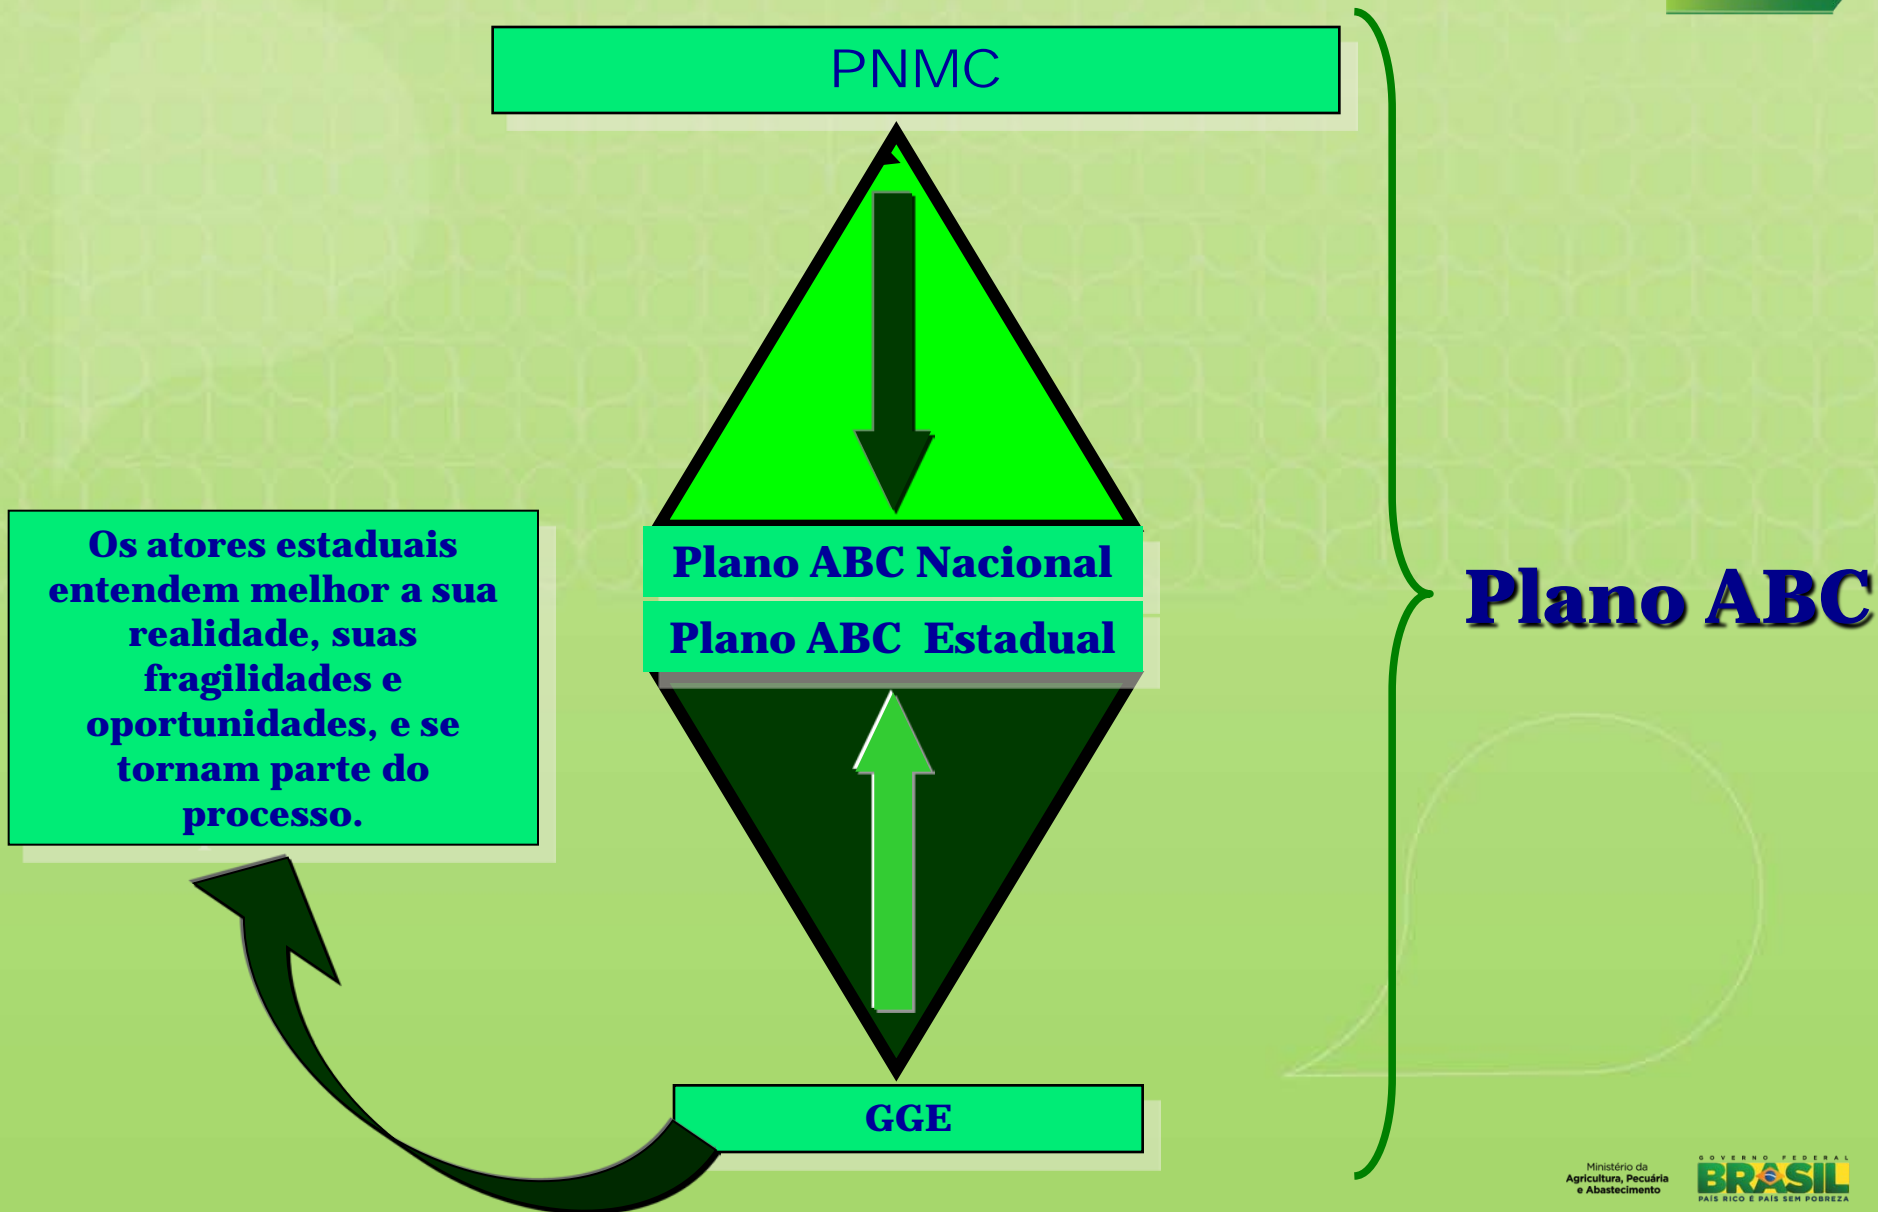 PNMC
Plano ABC Nacional
Plano ABC Estadual
Os atores estaduais
entendem melhor a sua
realidade, suas
fragilidades e
oportunidades, e se
tornam parte do
processo.
Plano ABC
GGE
Ministério da
Agricultura, Pecuária
e Abastecimento
GOVERNO FEDERAL
BRASIL
PAÍS RICO É PAÍS SEM POBREZA